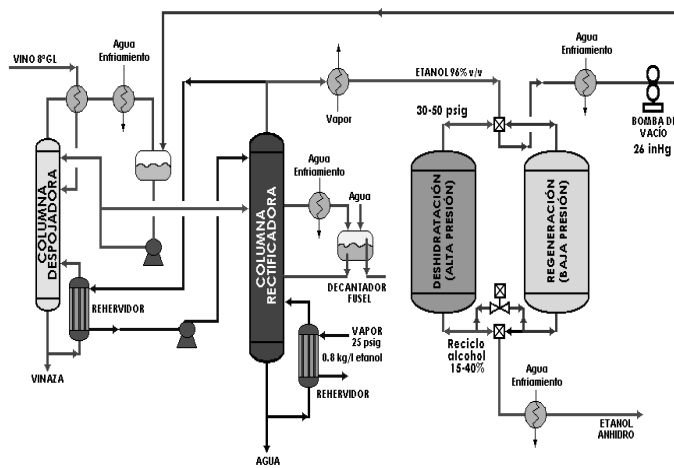 VINO 8ºGL
Agua
Enfriamiento
COLUMNA
DESPOJADORA
REHERVIDOR
VINAZA
Vapor
ETANOL 96% v/v
COLUMNA
RECTIFICADORA
Agua
Enfriamiento
Agua
DECANTADOR
FUSEL
VAPOR
25 psig
0.8 kg/l etanol
REHERVIDOR
AGUA
30-50 psig
DESHIDRATACIÓN
(ALTA PRESIÓN)
REGENERACIÓN
(BAJA PRESIÓN)
Agua
Enfriamiento
BOMBA DE
VACÍO
26 inHg
Reciclo
alcohol
15-40%
Agua
Enfriamiento
ETANOL
ANHIDRO